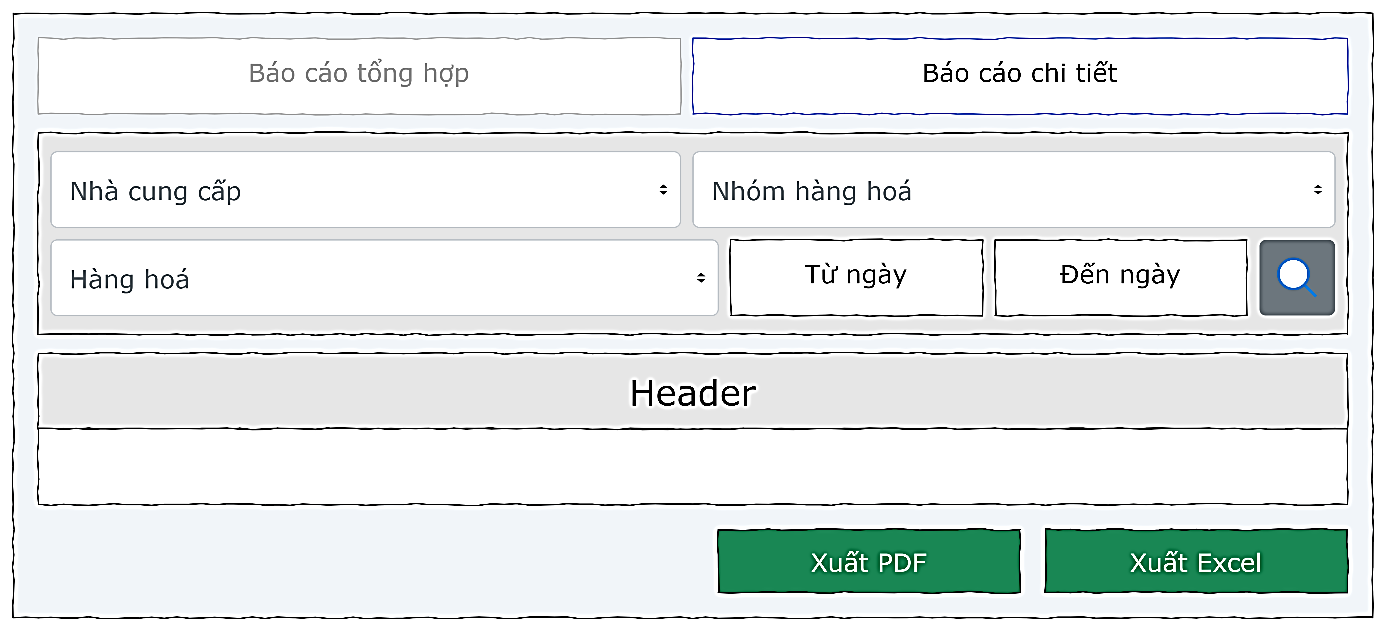 Báo cáo tổng hợp
Báo cáo chi tiết
Nhà cung cấp
Nhóm hàng hoá
Hàng hoá
Từ ngày
Đến ngày
Header
Xuất PDF
Xuất Excel